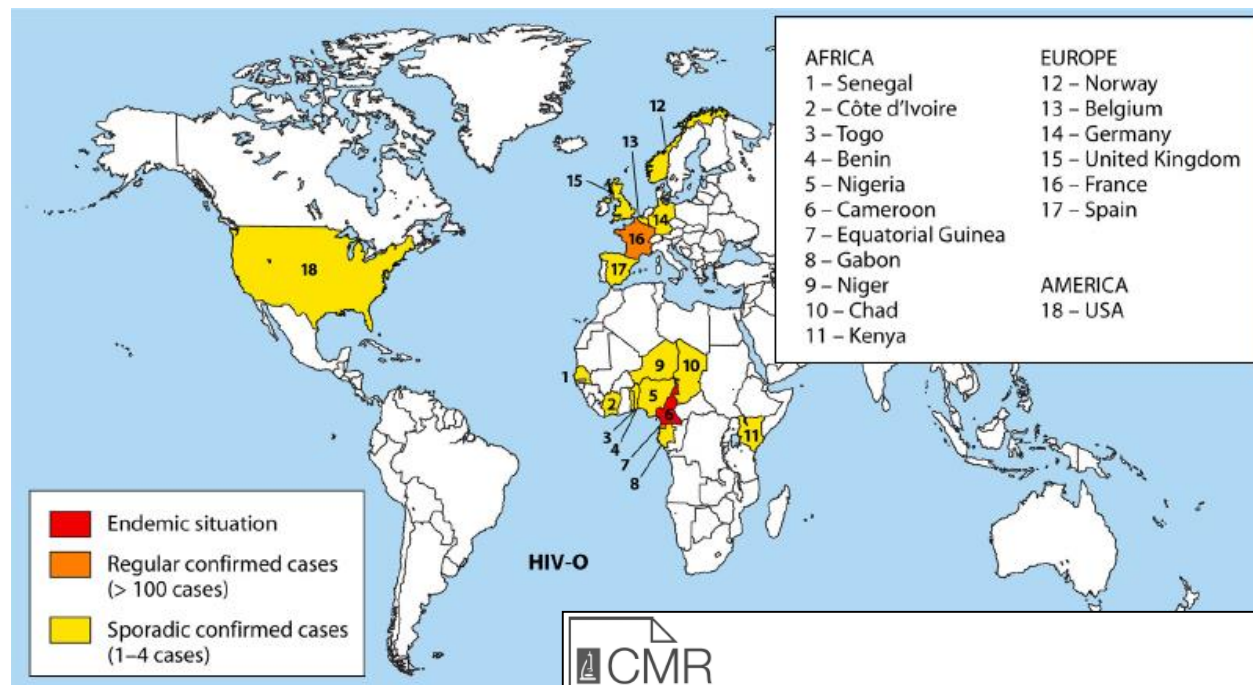 AFRICA
1 – Senegal
2 – Côte d'Ivoire
3 – Togo
4 – Benin
5 – Nigeria
6 – Cameroon
7 – Equatorial Guinea
8 – Gabon
9 – Niger
10 – Chad
11 – Kenya
EUROPE
12 – Norway
13 – Belgium
14 – Germany
15 – United Kingdom
16 – France
17 – Spain
AMERICA
18 – USA
12
13
15
14
16
18
17
9
10
1
5
2
6
11
3
4
7
8
Endemic situation
Regular confirmed cases
(> 100 cases)
Sporadic confirmed cases
(1–4 cases)
HIV-O
CMR